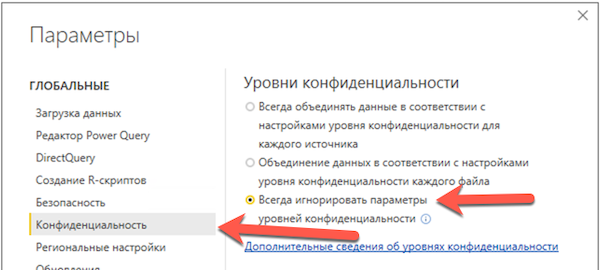 Параметры
ГЛОБАЛЬНЫЕ
Загрузка данных
Редактор Power Query
DirectQuery
Создание R-скриптов
Безопасность
Конфиденциальность
Региональные настройки
Обновления
Уровни конфиденциальности
Всегда объединять данные в соответствии с
настройками уровня конфиденциальности для
каждого источника
Объединение данных в соответствии с настройками
уровня конфиденциальности каждого файла
Всегда игнорировать параметры
уровней конфиденциальности
Дополнительные сведения об уровнях конфиденциальности